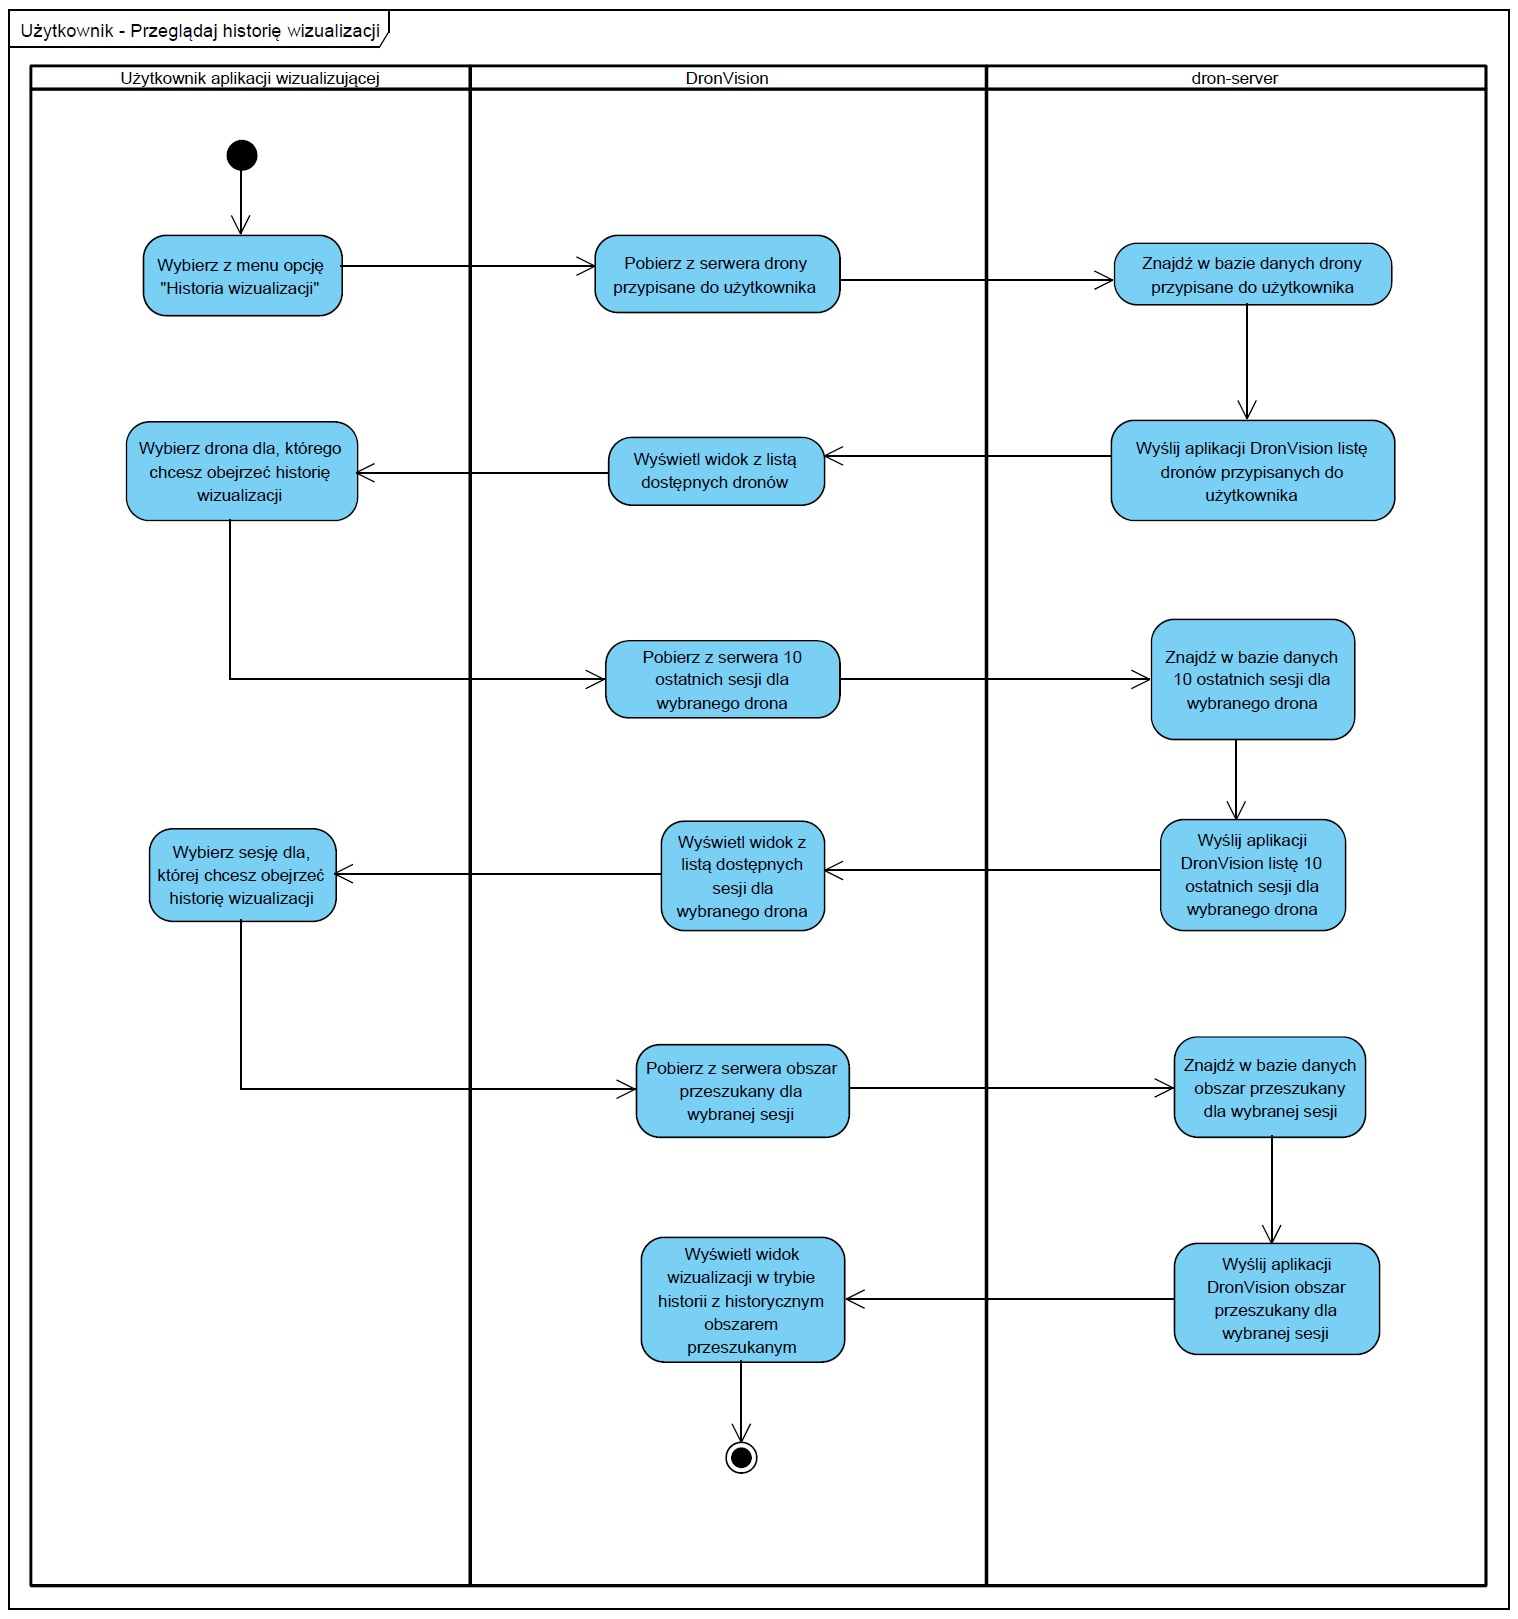 Użytkownik - Przeglądaj historię wizualizacji
Użytkownik aplikacji wizualizującej
DronVision
dron-server
Wybierz z menu opcję
"Historia wizualizacji"
Pobierz z serwera drony
przypisane do użytkownika
Znajdź w bazie danych drony
przypisane do użytkownika
Wybierz drona dla, którego
chcesz obejrzeć historię
wizualizacji
Wyświetl widok z listą
dostępnych dronów
Wyślij aplikacji DronVision listę
dronów przypisanych do
użytkownika
Pobierz z serwera 10
ostatnich sesji dla
wybranego drona
Znajdź w bazie danych
10 ostatnich sesji dla
wybranego drona
Wybierz sesję dla,
której chcesz obejrzeć
historię wizualizacji
Wyświetl widok z
listą dostępnych
sesji dla
wybranego drona
Wyślij aplikacji
DronVision listę 10
ostatnich sesji dla
wybranego drona
Pobierz z serwera obszar
przeszukany dla
wybranej sesji
Znajdź w bazie danych
obszar przeszukany
dla wybranej sesji
Wyświetl widok
wizualizacji w trybie
historii z historycznym
obszarem
przeszukanym
Wyślij aplikacji
DronVision obszar
przeszukany dla
wybranej sesji